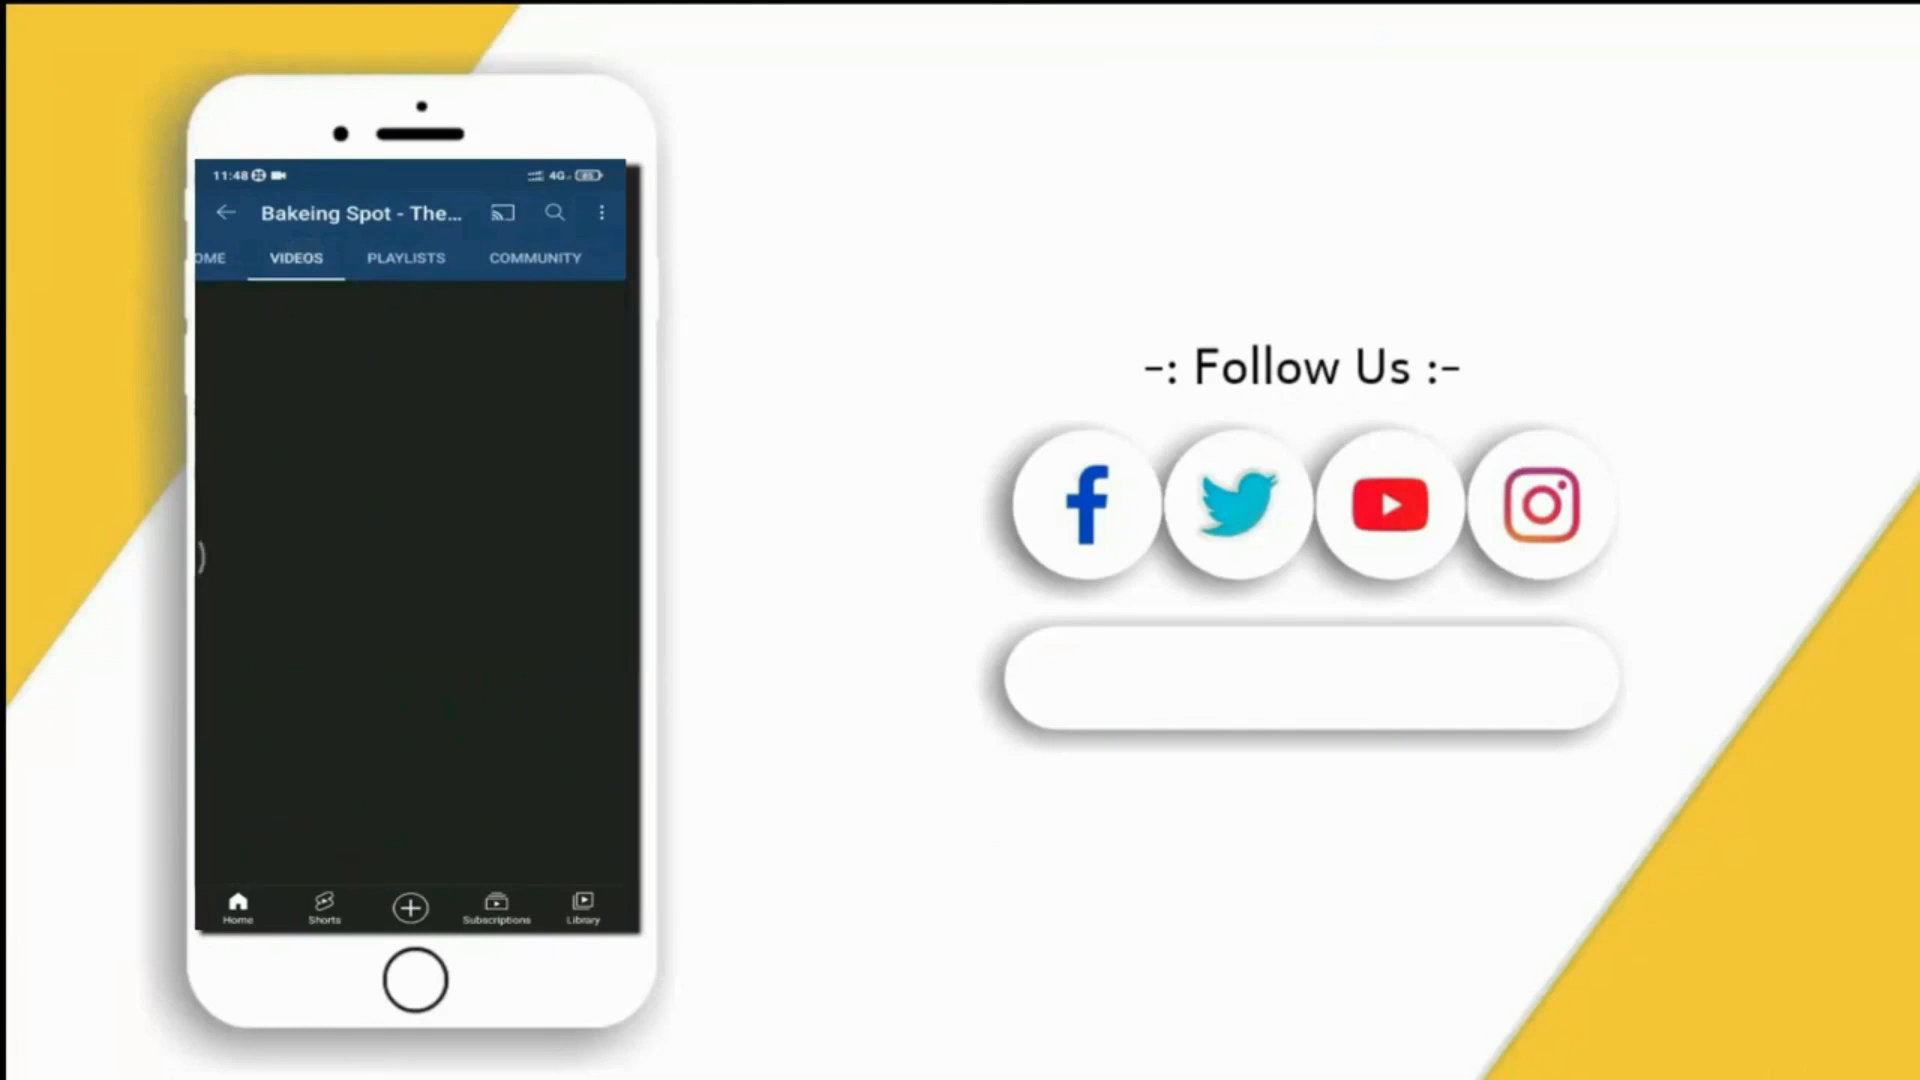 11:48 4G
Bakeing Spot - The...
OME VIDEOS PLAYLISTS COMMUNITY
Home Shorts Subscriptions Library
-: Follow Us :-